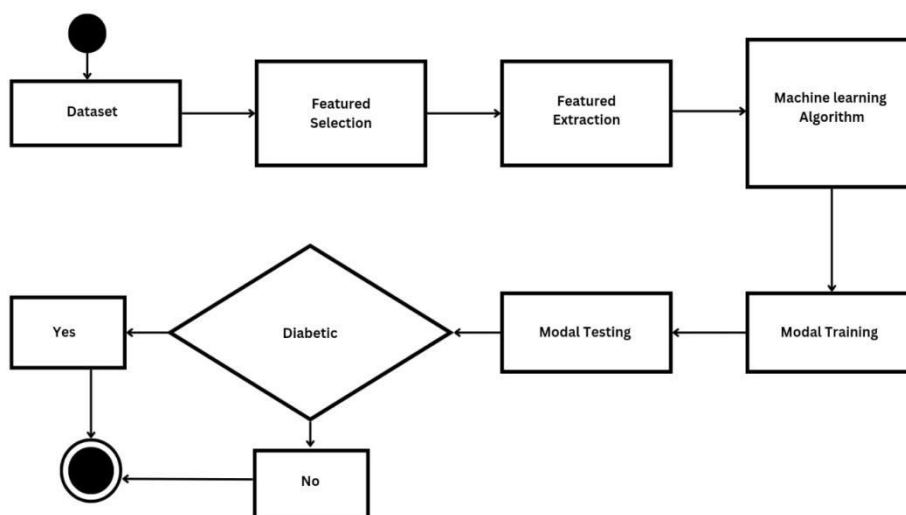 Dataset
Featured
Selection
Featured
Extraction
Machine learning
Algorithm
Yes
Diabetic
Modal Testing
Modal Training
No